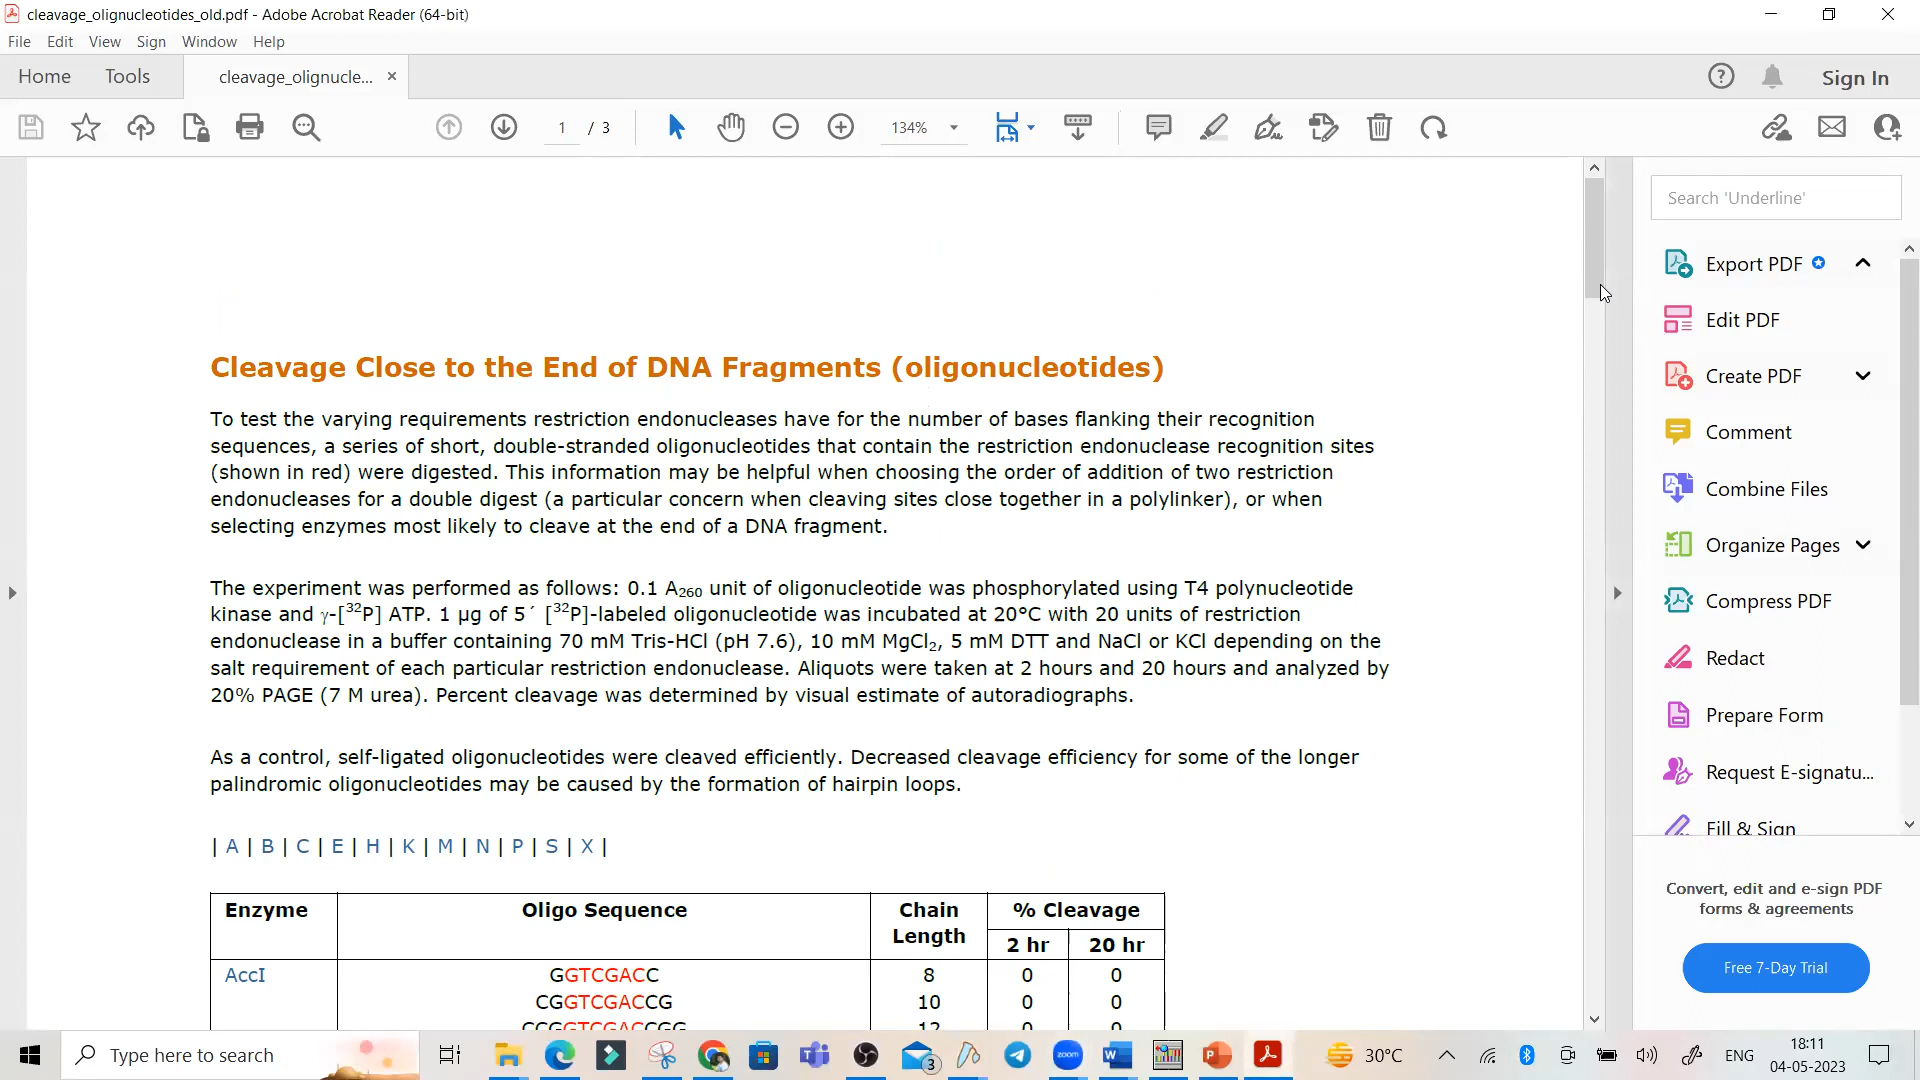 cleavage_olignucleotides_old.pdf - Adobe Acrobat Reader (64-bit)
File Edit View Sign Window Help
Home Tools cleavage_olignucle... × Sign In
1 / 3 134%
Search 'Underline'
Export PDF
Edit PDF
Create PDF
Comment
Combine Files
Organize Pages
Compress PDF
Redact
Prepare Form
Request E-signatu...
Fill & Sign
Convert, edit and e-sign PDF
forms & agreements
Free 7-Day Trial
Cleavage Close to the End of DNA Fragments (oligonucleotides)
To test the varying requirements restriction endonucleases have for the number of bases flanking their recognition
sequences, a series of short, double-stranded oligonucleotides that contain the restriction endonuclease recognition sites
(shown in red) were digested. This information may be helpful when choosing the order of addition of two restriction
endonucleases for a double digest (a particular concern when cleaving sites close together in a polylinker), or when
selecting enzymes most likely to cleave at the end of a DNA fragment.
The experiment was performed as follows: 0.1 A₂₆₀ unit of oligonucleotide was phosphorylated using T4 polynucleotide
kinase and γ-[³²P] ATP. 1 µg of 5´ [³²P]-labeled oligonucleotide was incubated at 20°C with 20 units of restriction
endonuclease in a buffer containing 70 mM Tris-HCl (pH 7.6), 10 mM MgCl₂, 5 mM DTT and NaCl or KCl depending on the
salt requirement of each particular restriction endonuclease. Aliquots were taken at 2 hours and 20 hours and analyzed by
20% PAGE (7 M urea). Percent cleavage was determined by visual estimate of autoradiographs.
As a control, self-ligated oligonucleotides were cleaved efficiently. Decreased cleavage efficiency for some of the longer
palindromic oligonucleotides may be caused by the formation of hairpin loops.
| A | B | C | E | H | K | M | N | P | S | X |
Enzyme Oligo Sequence Chain Length % Cleavage
2 hr 20 hr
AccI GGTCGACC 8 0 0
CGGTCGACCG 10 0 0
CCGGTCGACCGG 12 0 0
Type here to search 3 zoom 30°C ENG 18:11
04-05-2023